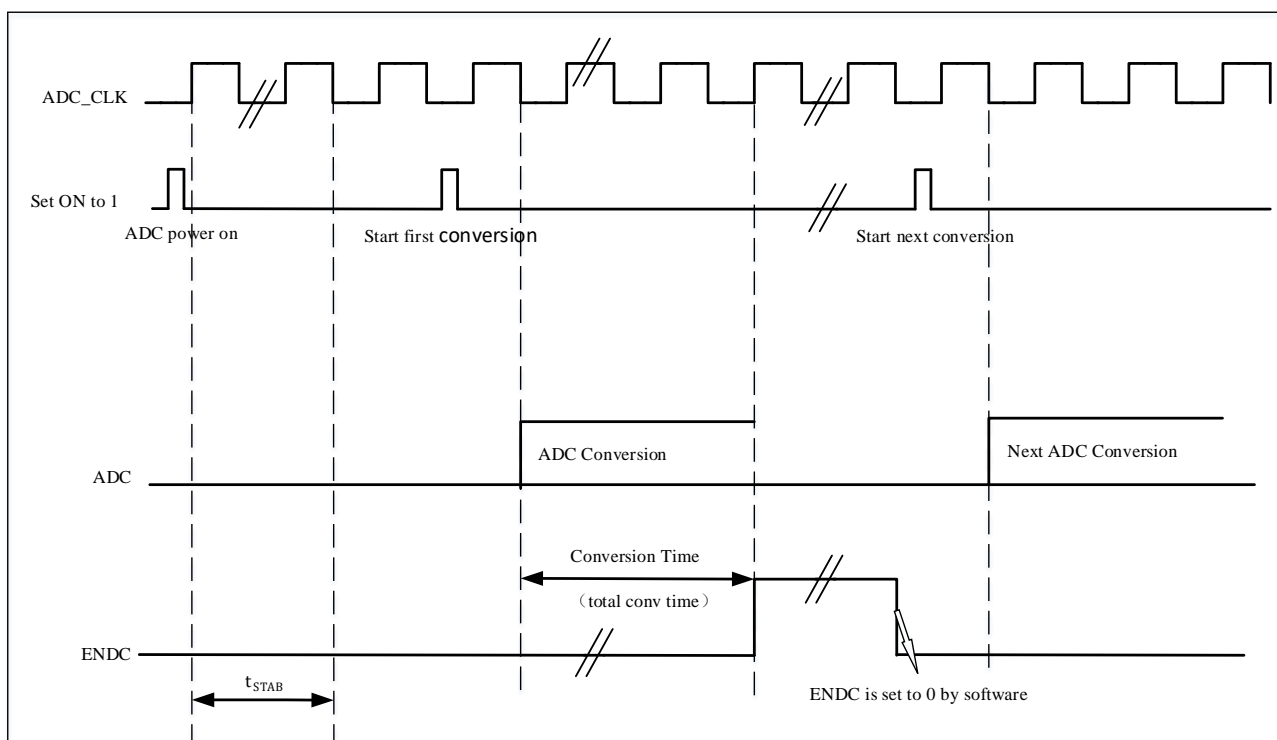 ADC_CLK
Set ON to 1
ADC power on
Start first conversion
Start next conversion
ADC Conversion
Next ADC Conversion
ADC
Conversion Time
（total conv time）
ENDC
tSTAB
ENDC is set to 0 by software